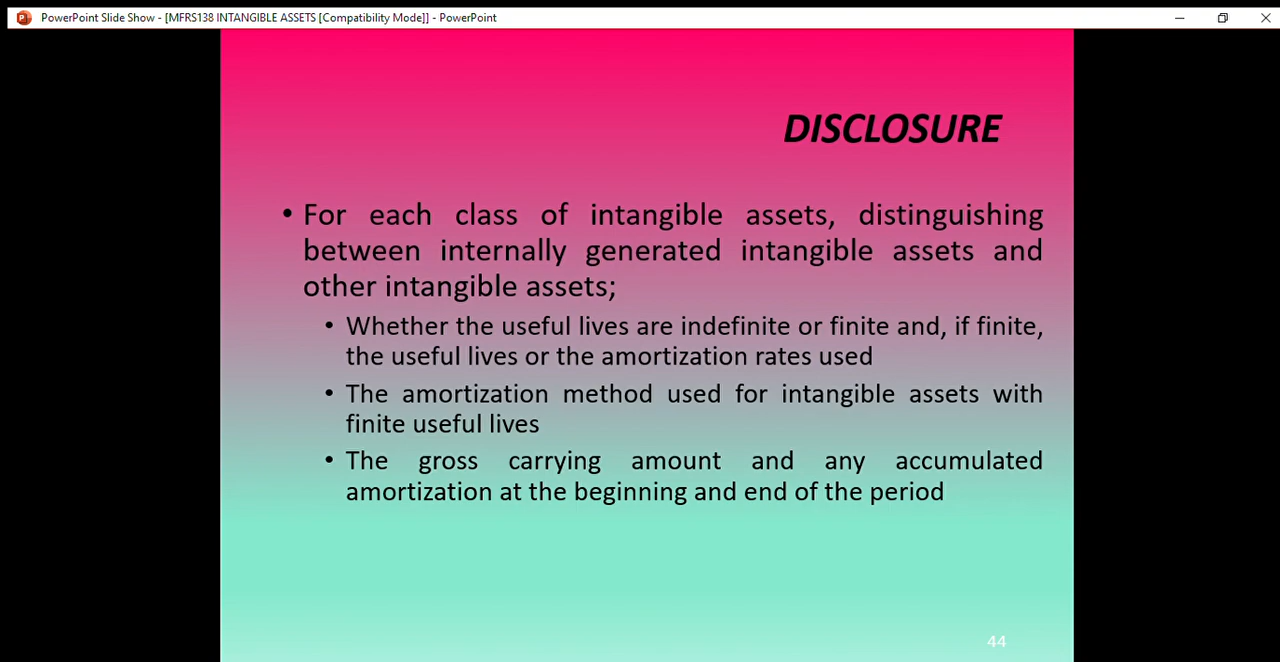 PowerPoint Slide Show - [MFRS138 INTANGIBLE ASSETS [Compatibility Mode]] - PowerPoint
DISCLOSURE
• For each class of intangible assets, distinguishing
between internally generated intangible assets and
other intangible assets;
• Whether the useful lives are indefinite or finite and, if finite,
the useful lives or the amortization rates used
• The amortization method used for intangible assets with
finite useful lives
• The gross carrying amount and any accumulated
amortization at the beginning and end of the period
44